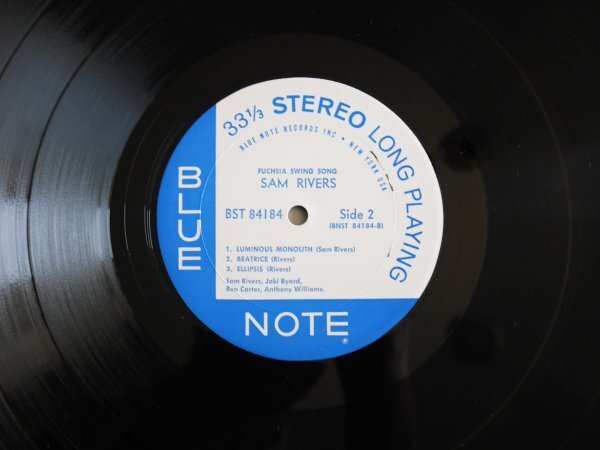 33⅓ STEREO LONG PLAYING
BLUE NOTE RECORDS INC • NEW YORK USA
FUCHSIA SWING SONG
SAM RIVERS
BST 84184
Side 2
(BNST 84184-B)
1. LUMINOUS MONOLITH (Sam Rivers)
2. BEATRICE (Rivers)
3. ELLIPSIS (Rivers)
Sam Rivers, Jaki Byard,
Ron Carter, Anthony Williams.
BLUE
NOTE
®